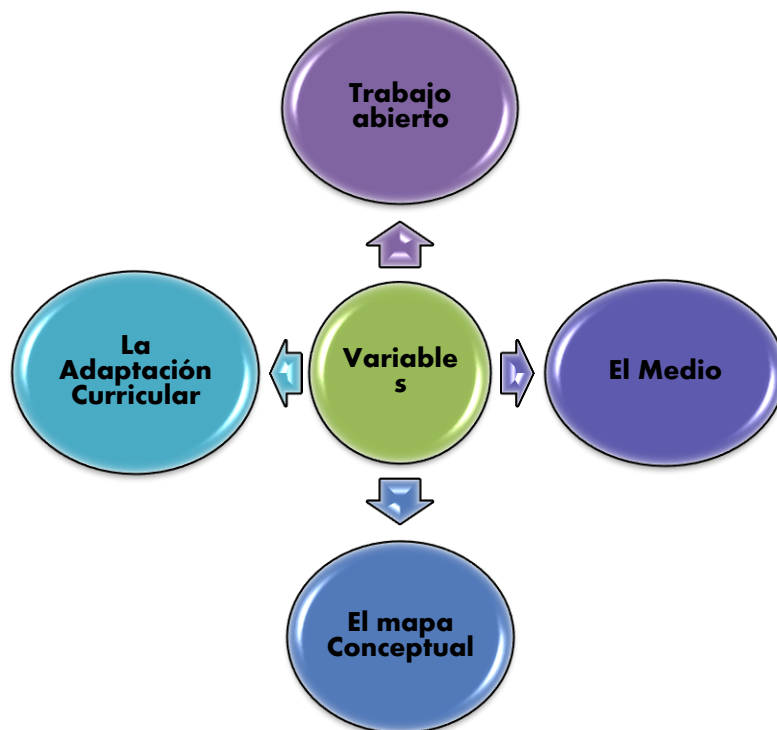 Trabajo
abierto
La
Adaptación
Curricular
Variable
s
El Medio
El mapa
Conceptual